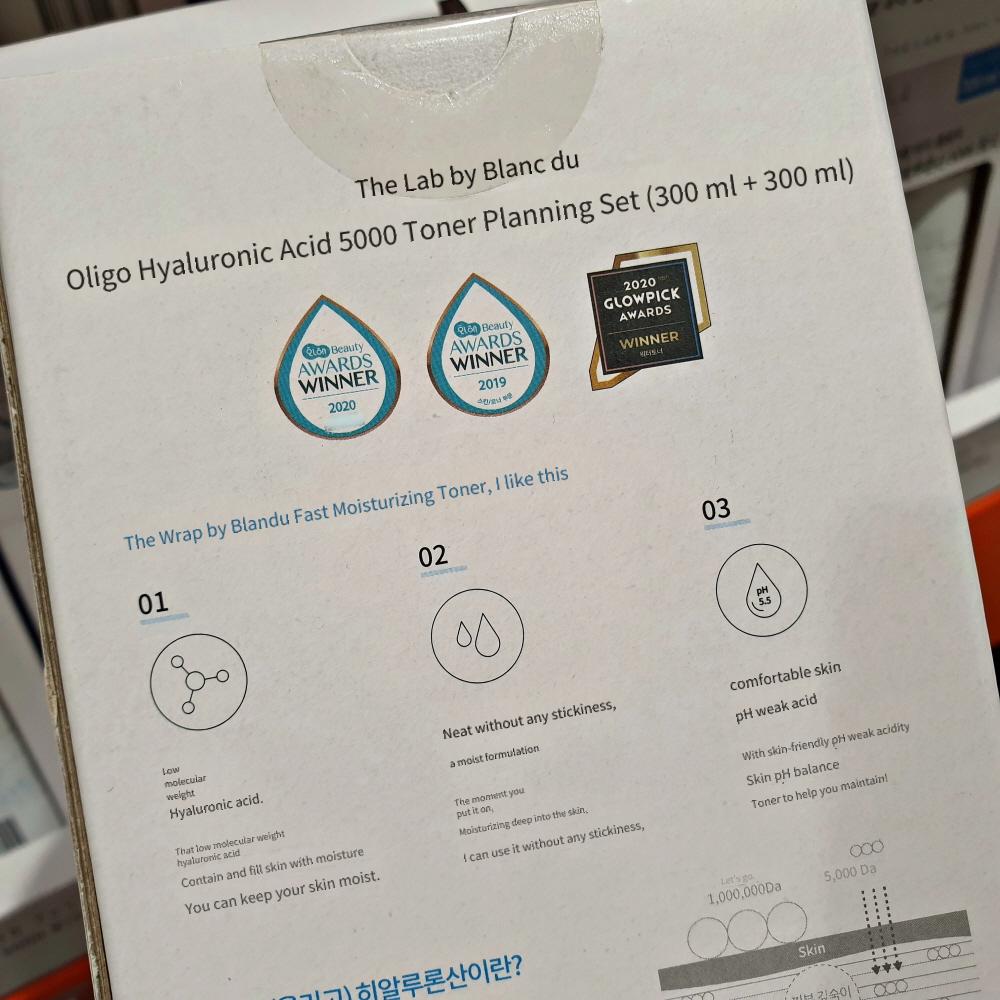 The Lab by Blanc du
Oligo Hyaluronic Acid 5000 Toner Planning Set (300 ml + 300 ml)
Beauty
AWARDS
WINNER
2020
Beauty
AWARDS
WINNER
2019
2020
GLOWPICK
AWARDS
WINNER
The Wrap by Blandu Fast Moisturizing Toner, I like this
01
Low
molecular
weight
Hyaluronic acid.
That low molecular weight
hyaluronic acid
Contain and fill skin with moisture
You can keep your skin moist.
02
Neat without any stickiness,
a moist formulation
The moment you
put it on,
Moisturizing deep into the skin,
I can use it without any stickiness,
03
pH
5.5
comfortable skin
pH weak acid
With skin-friendly pH weak acidity
Skin pH balance
Toner to help you maintain!
Let's go.
1,000,000Da
5,000 Da
Skin
히알루론산이란?